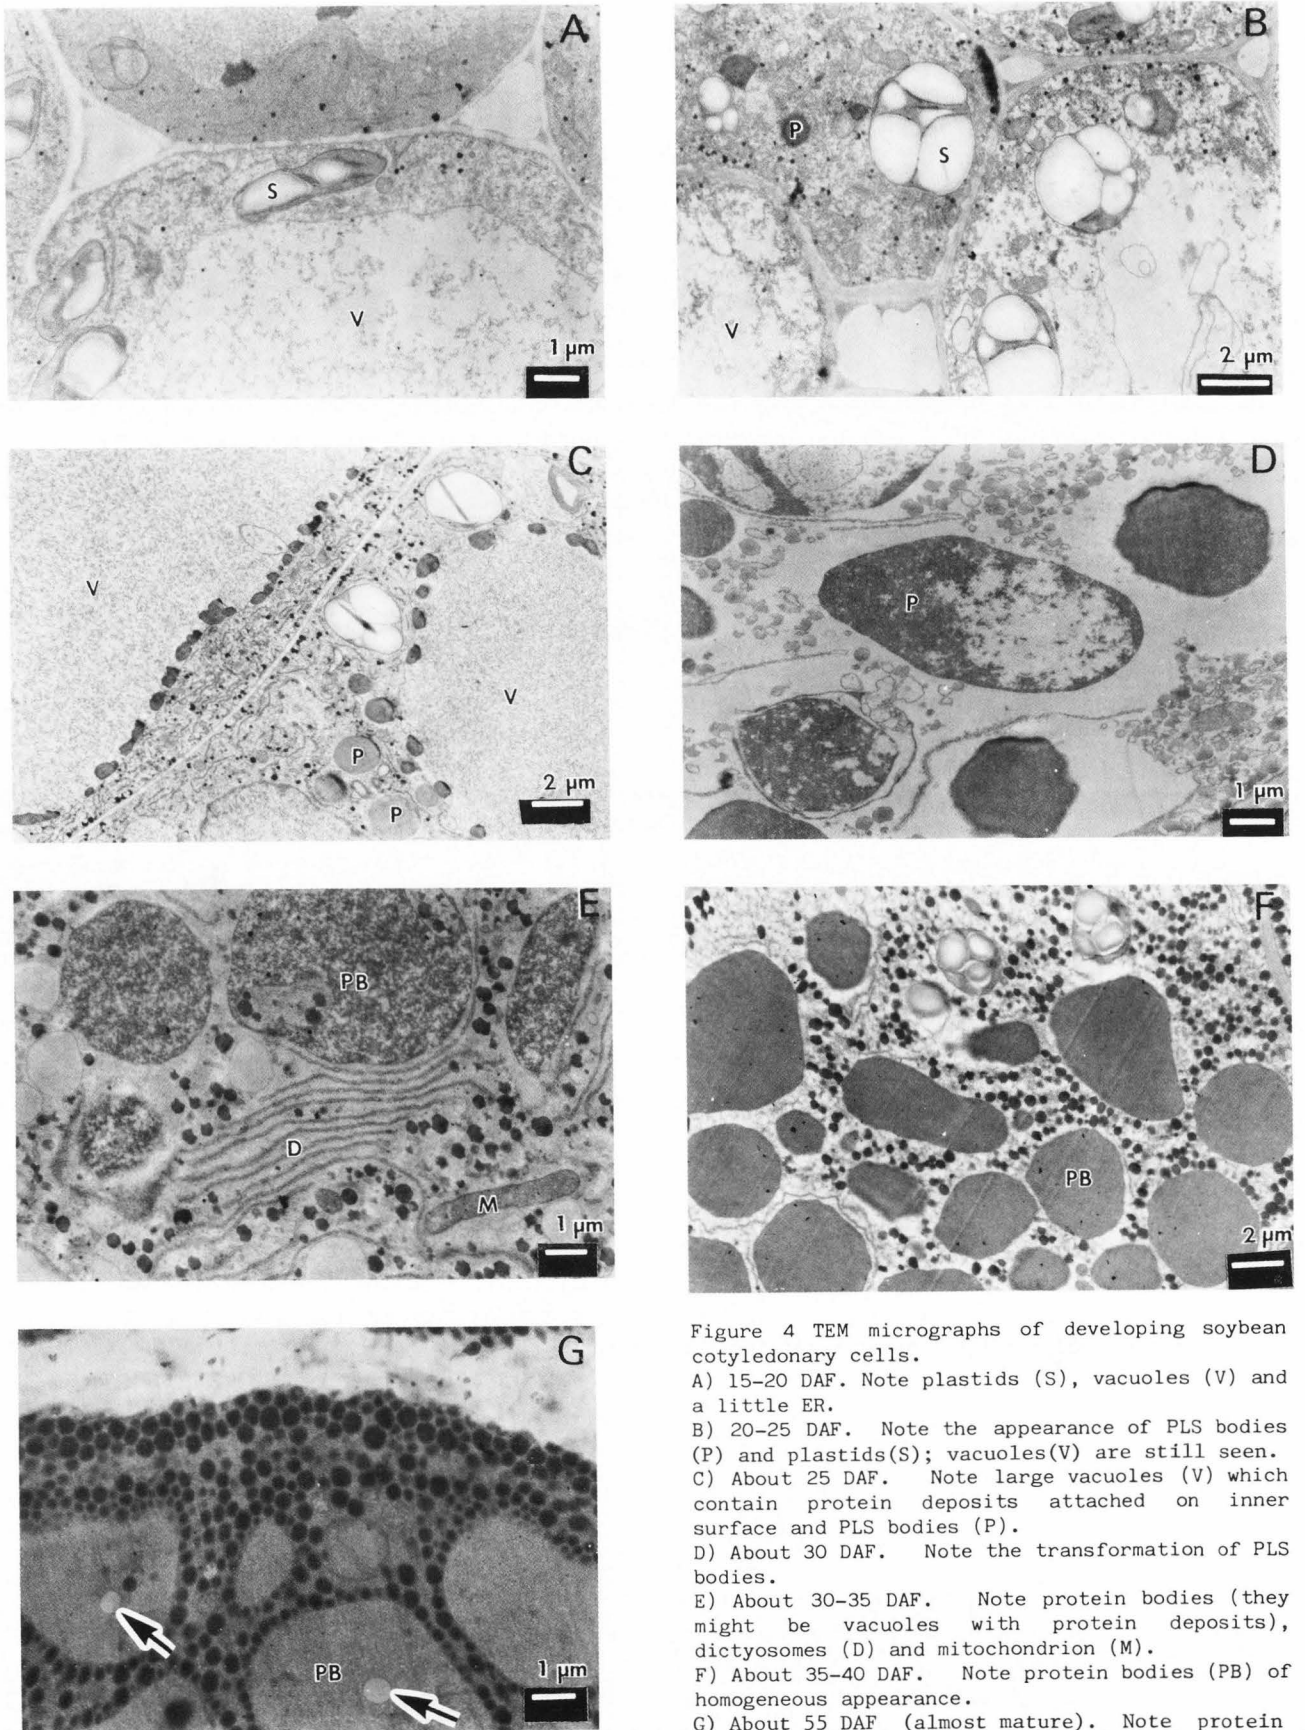 A
S
V
1 μm
B
P
S
V
2 μm
C
V
V
P
P
2 μm
D
P
1 μm
E
PB
D
M
1 μm
F
PB
2 μm
G
PB
1 μm
Figure 4 TEM micrographs of developing soybean
cotyledonary cells.
A) 15-20 DAF. Note plastids (S), vacuoles (V) and
a little ER.
B) 20-25 DAF. Note the appearance of PLS bodies
(P) and plastids(S); vacuoles(V) are still seen.
C) About 25 DAF. Note large vacuoles (V) which
contain protein deposits attached on inner
surface and PLS bodies (P).
D) About 30 DAF. Note the transformation of PLS
bodies.
E) About 30-35 DAF. Note protein bodies (they
might be vacuoles with protein deposits),
dictyosomes (D) and mitochondrion (M).
F) About 35-40 DAF. Note protein bodies (PB) of
homogeneous appearance.
G) About 55 DAF (almost mature). Note protein